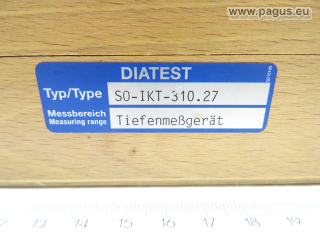 www.pagus.eu
DIATEST
Typ/Type SO-IKT-310.27
Messbereich
Measuring range Tiefenmeßgerät
12 13 14 15 16 17 18 19